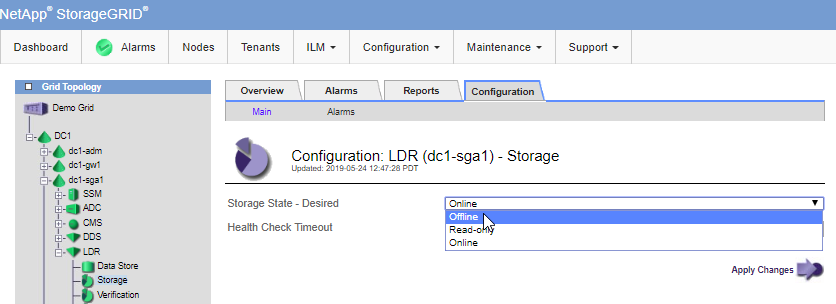 NetApp® StorageGRID®
Dashboard Alarms Nodes Tenants ILM Configuration Maintenance Support
Grid Topology
Demo Grid
DC1
dc1-adm
dc1-gw1
dc1-sga1
SSM
ADC
CMS
DDS
LDR
Data Store
Storage
Verification
Overview Alarms Reports Configuration
Main Alarms
Configuration: LDR (dc1-sga1) - Storage
Updated: 2019-05-24 12:47:28 PDT
Storage State - Desired Online
Offline
Health Check Timeout Read-only
Online
Apply Changes